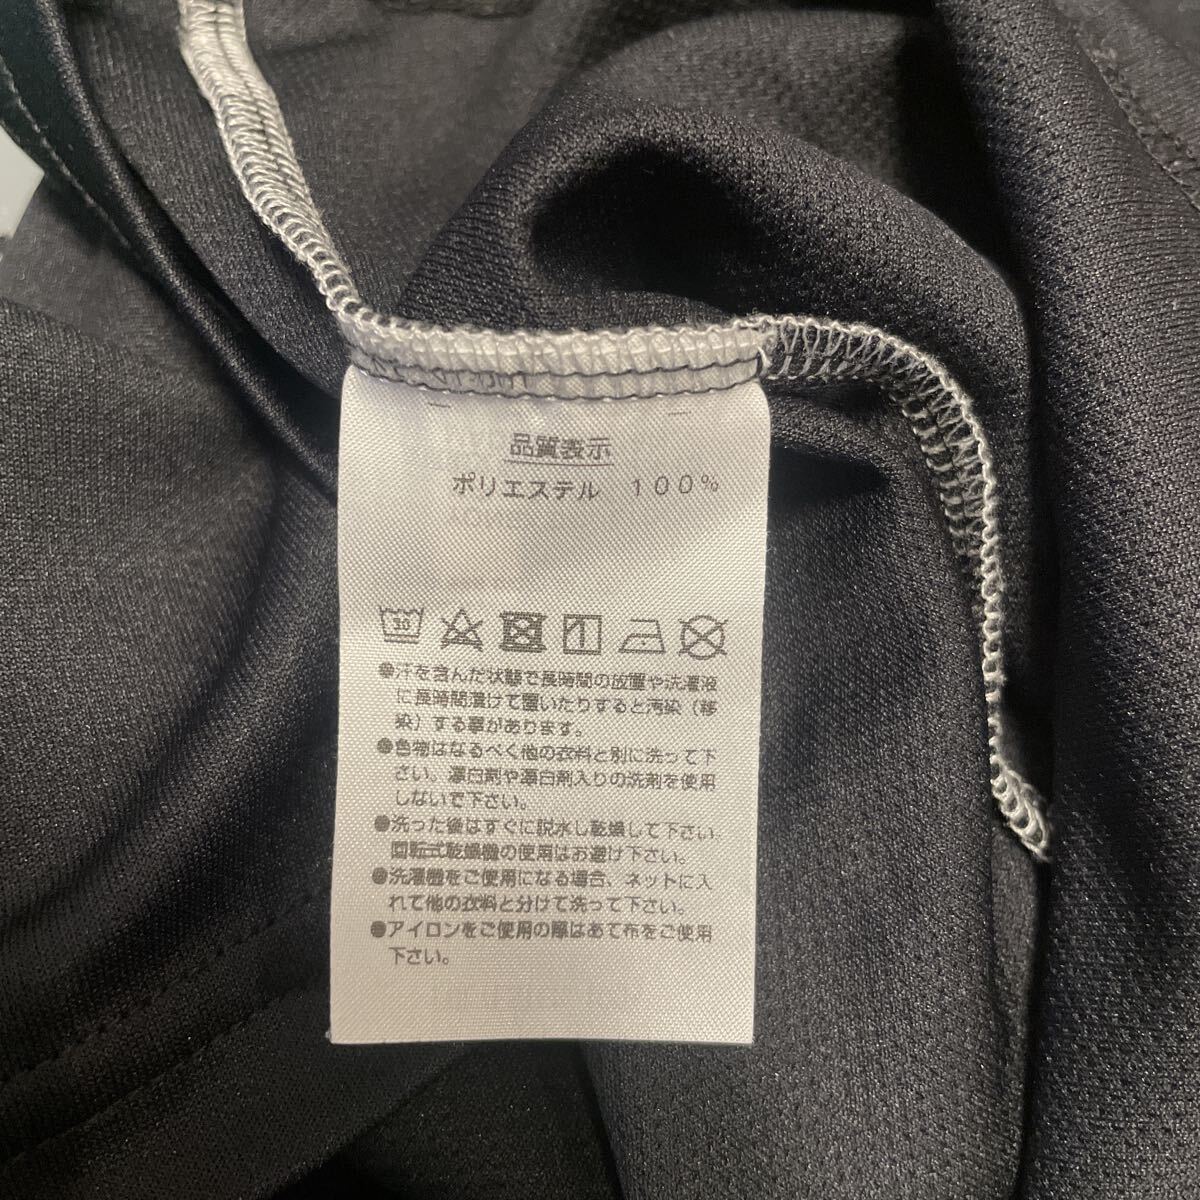 品質表示
ポリエステル 100%
30
●汗を含んだ状態で長時間の放置や洗濯液
に長時間漬けて置いたりすると汚染（移
染）する事があります。
●色物はなるべく他の衣料と別に洗って下
さい。漂白剤や漂白剤入りの洗剤を使用
しないで下さい。
●洗った後はすぐに脱水し乾燥して下さい。
回転式乾燥機の使用はお避け下さい。
●洗濯機をご使用になる場合、ネットに入
れて他の衣料と分けて洗って下さい。
●アイロンをご使用の際はあて布をご使用
下さい。